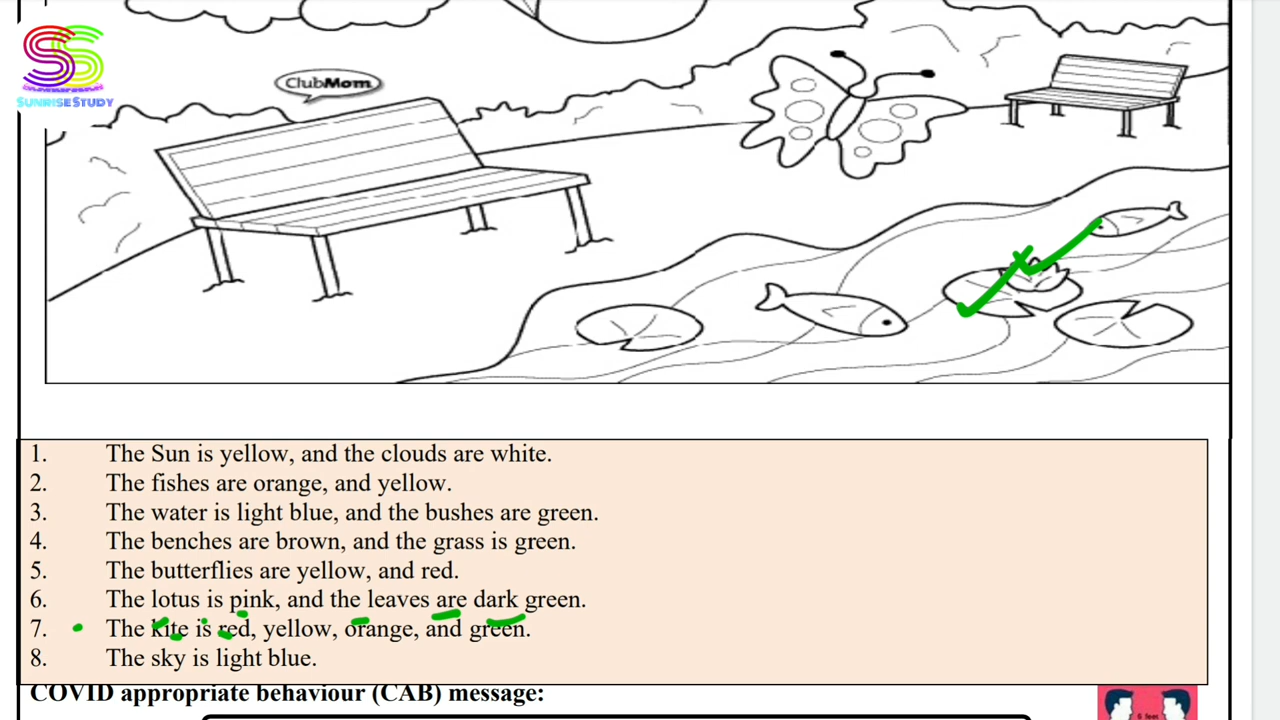 SS
SUNRISE STUDY
ClubMom
1. The Sun is yellow, and the clouds are white.
2. The fishes are orange, and yellow.
3. The water is light blue, and the bushes are green.
4. The benches are brown, and the grass is green.
5. The butterflies are yellow, and red.
6. The lotus is pink, and the leaves are dark green.
7. The kite is red, yellow, orange, and green.
8. The sky is light blue.
COVID appropriate behaviour (CAB) message:
6 feet